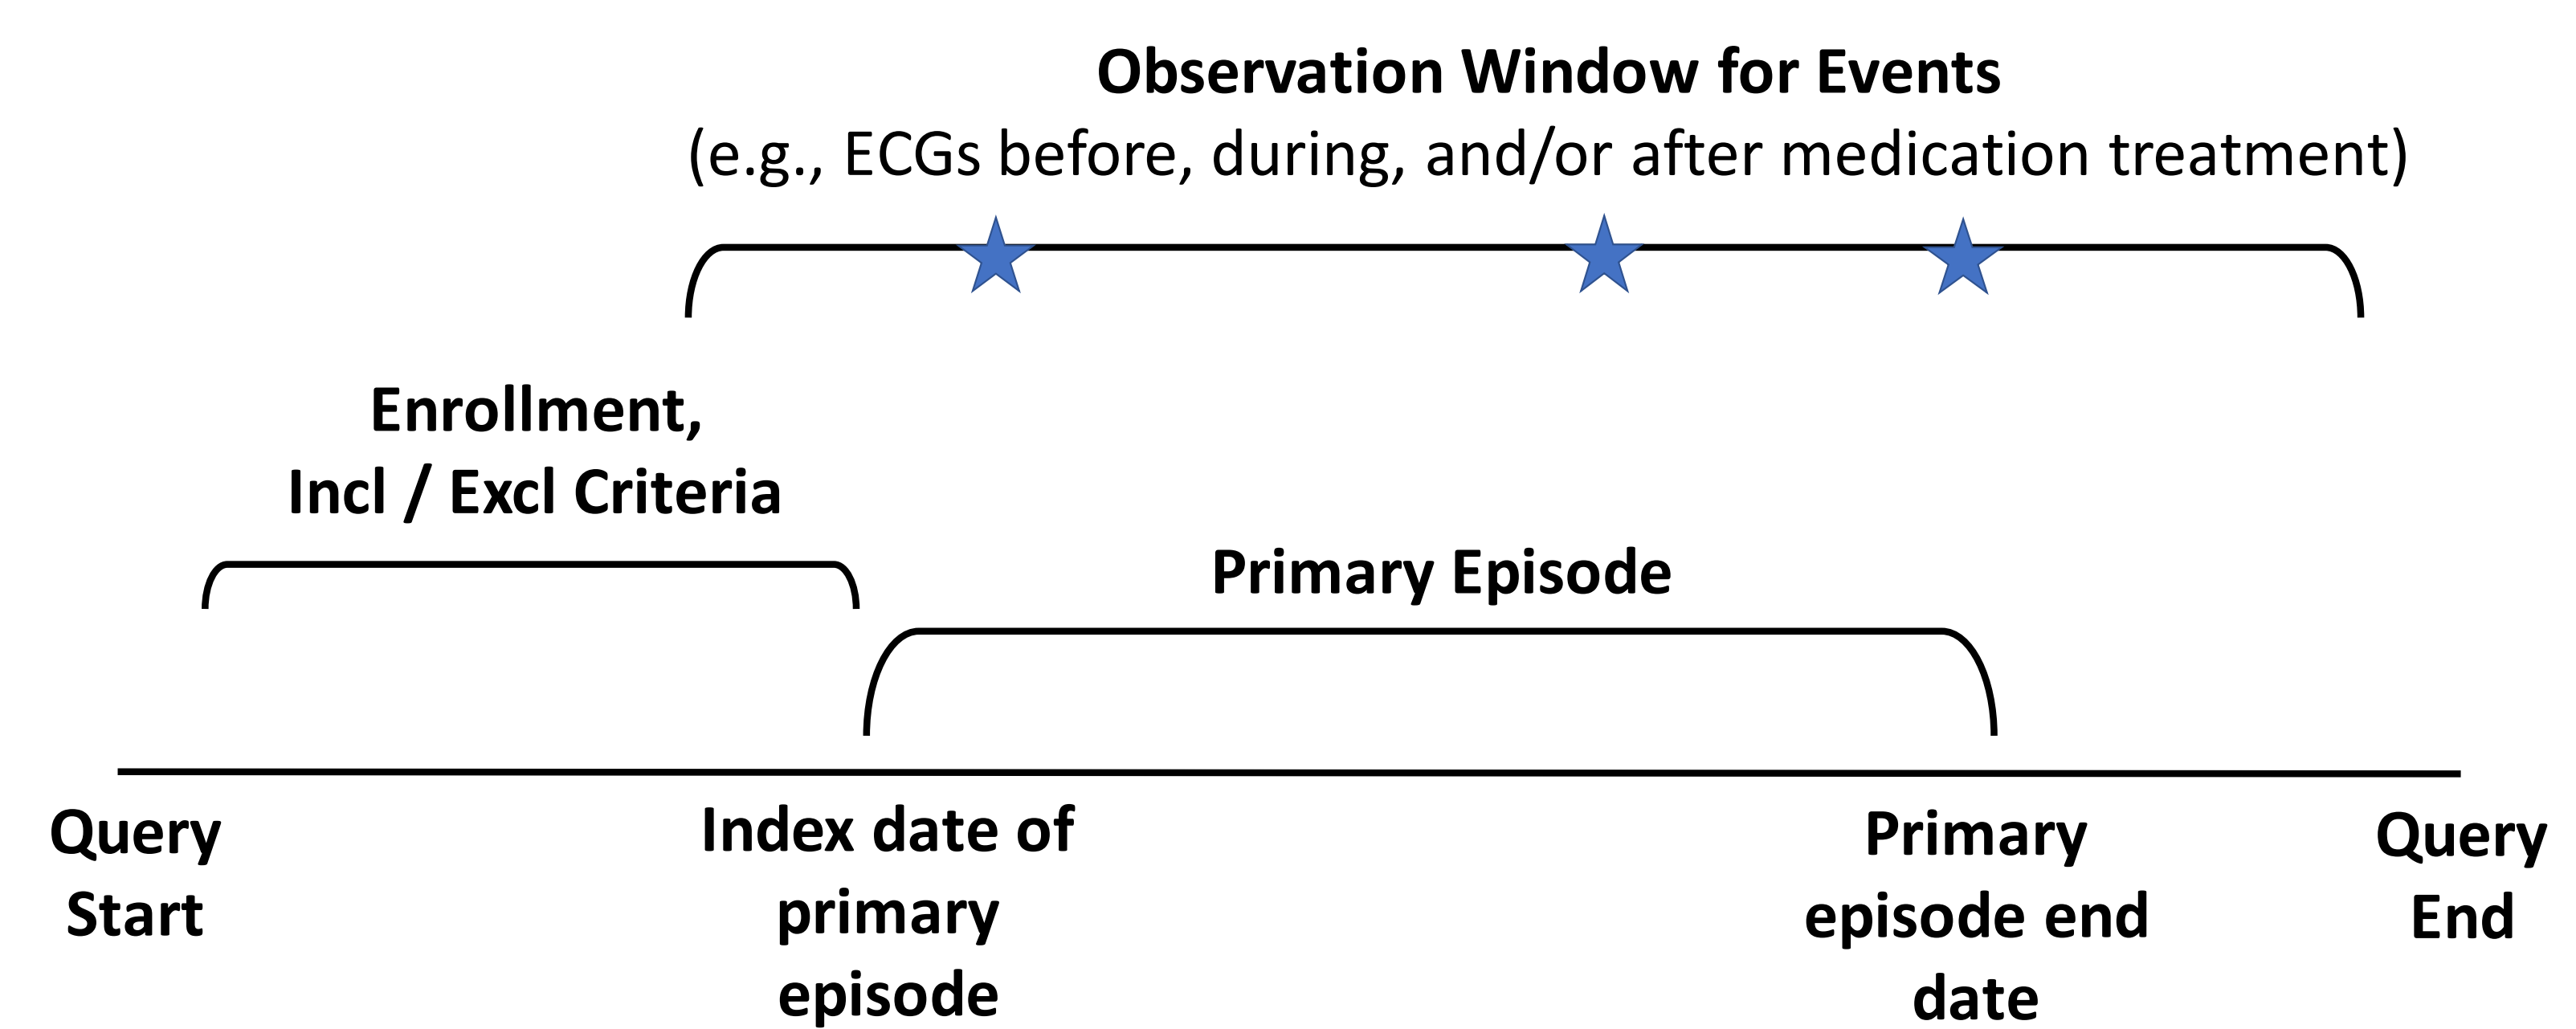 Observation Window for Events
(e.g., ECGs before, during, and/or after medication treatment)
Enrollment,
Incl / Excl Criteria
Primary Episode
Query
Start
Index date of
primary
episode
Primary
episode end
date
Query
End